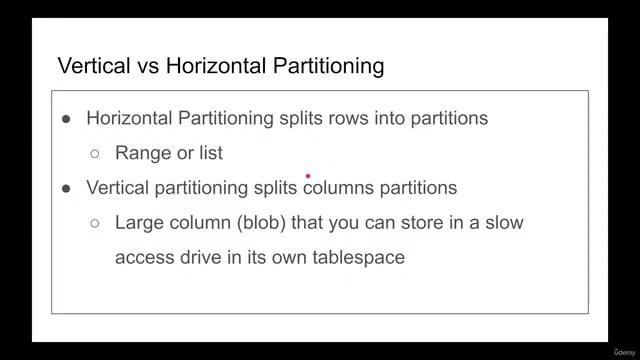 Vertical vs Horizontal Partitioning
● Horizontal Partitioning splits rows into partitions
○ Range or list
● Vertical partitioning splits columns partitions
○ Large column (blob) that you can store in a slow
access drive in its own tablespace
ûdemy